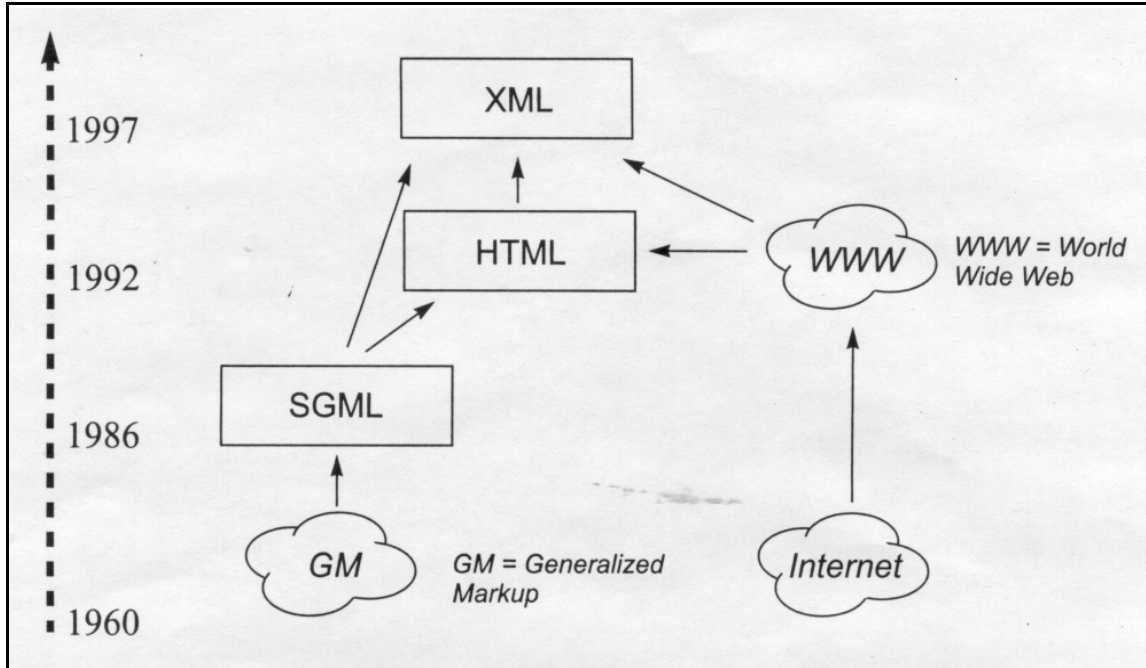 XML
1997
HTML
WWW
WWW = World
Wide Web
1992
SGML
1986
GM
GM = Generalized
Markup
Internet
1960